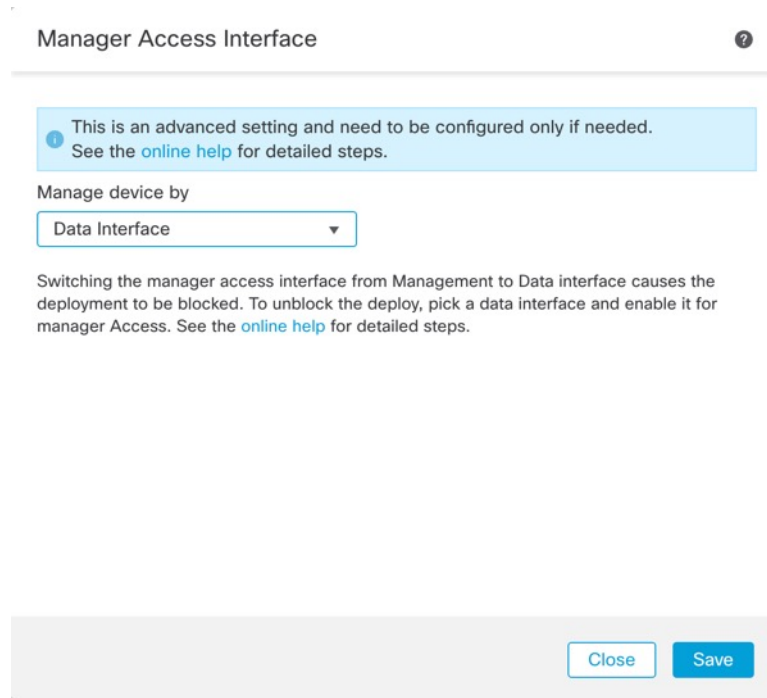 Manager Access Interface
This is an advanced setting and need to be configured only if needed.
See the online help for detailed steps.
Manage device by
Data Interface
Switching the manager access interface from Management to Data interface causes the
deployment to be blocked. To unblock the deploy, pick a data interface and enable it for
manager Access. See the online help for detailed steps.
Close
Save